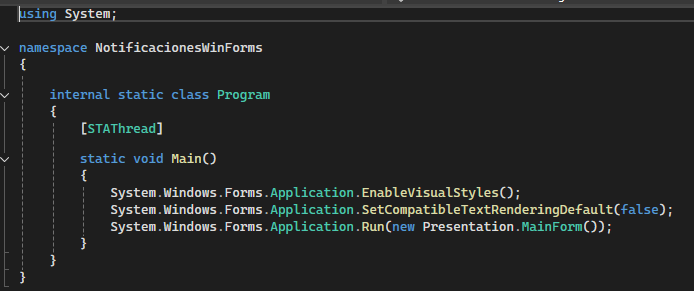 using System;
namespace NotificacionesWinForms
{
internal static class Program
{
[STAThread]
static void Main()
{
System.Windows.Forms.Application.EnableVisualStyles();
System.Windows.Forms.Application.SetCompatibleTextRenderingDefault(false);
System.Windows.Forms.Application.Run(new Presentation.MainForm());
}
}
}